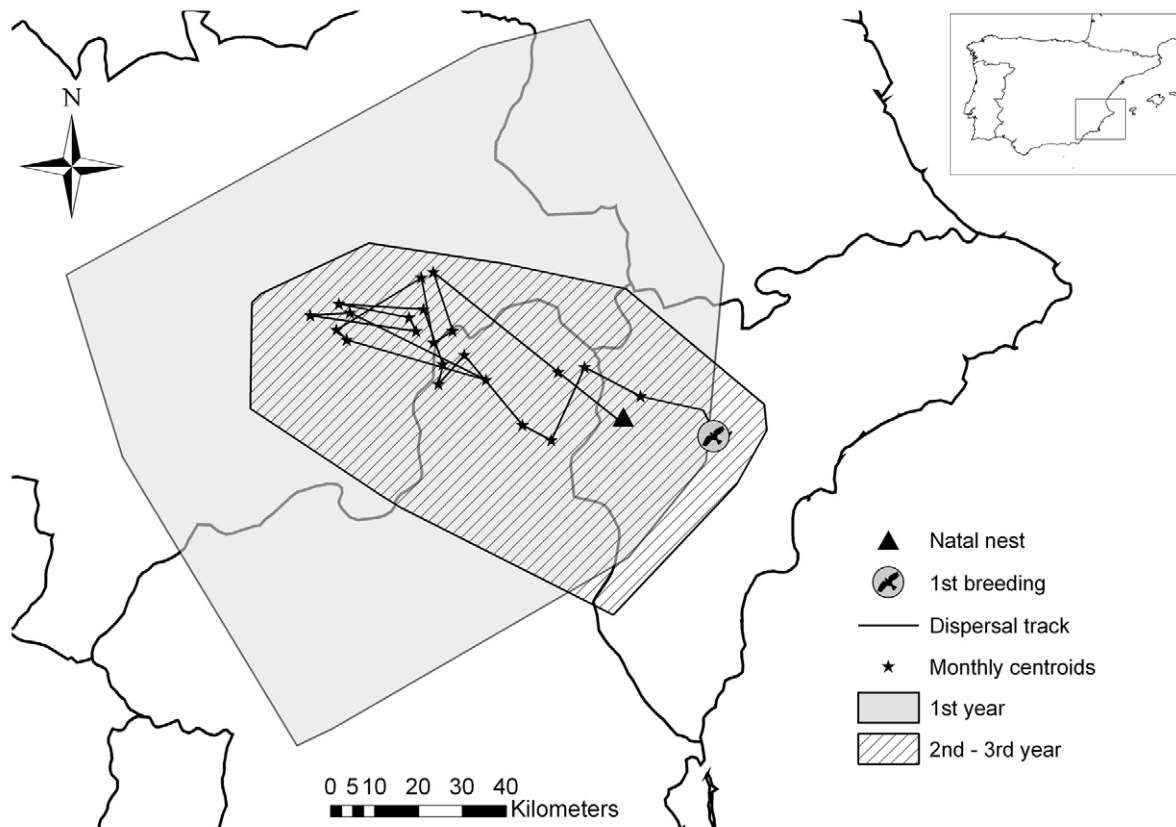 N
Natal nest
1st breeding
Dispersal track
Monthly centroids
1st year
2nd - 3rd year
0 5 10 20 30 40
Kilometers